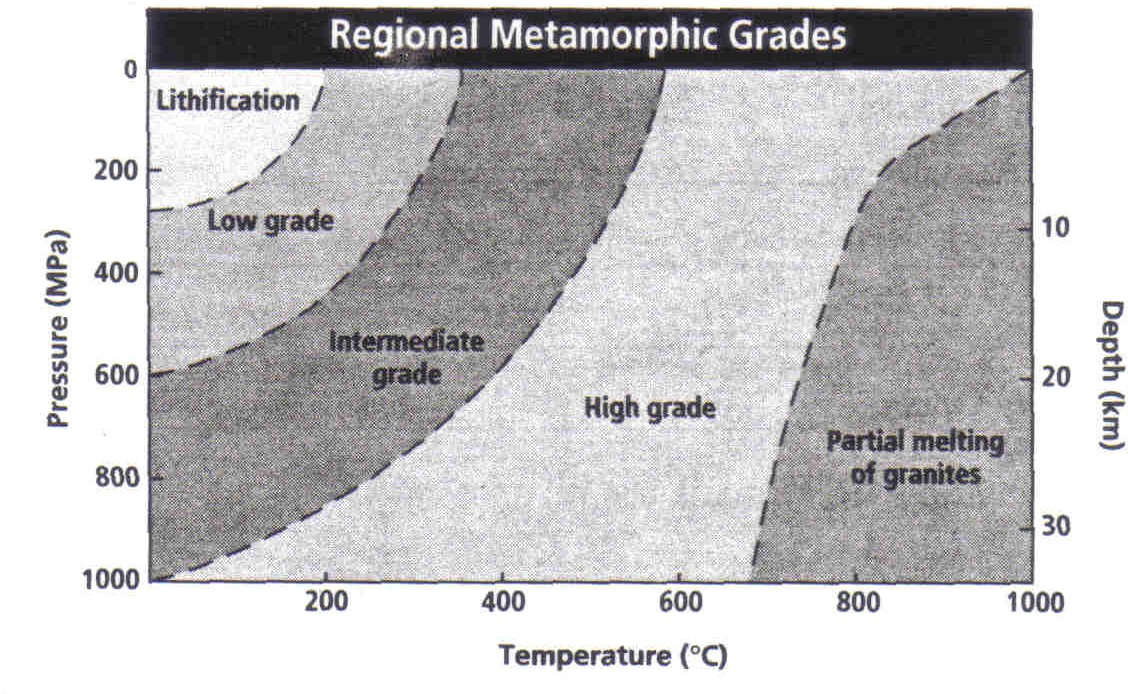 Regional Metamorphic Grades
0
200
400
600
800
1000
Pressure (MPa)
Lithification
Low grade
Intermediate
grade
High grade
Partial melting
of granites
10
20
30
Depth (km)
200
400
600
800
1000
Temperature (°C)